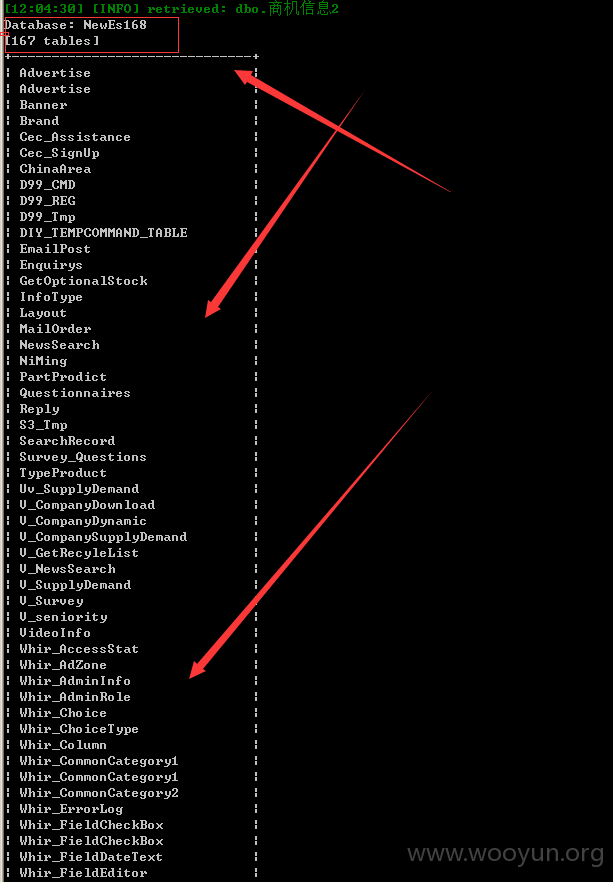 [12:04:30] [INFO] retrieved: dbo.商机信息2
Database: NewEs168
[167 tables]
+------------------------------+
¦ Advertise ¦
¦ Advertise ¦
¦ Banner ¦
¦ Brand ¦
¦ Cec_Assistance ¦
¦ Cec_SignUp ¦
¦ ChinaArea ¦
¦ D99_CMD ¦
¦ D99_REG ¦
¦ D99_Tmp ¦
¦ DIY_TEMPCOMMAND_TABLE ¦
¦ EmailPost ¦
¦ Enquirys ¦
¦ GetOptionalStock ¦
¦ InfoType ¦
¦ Layout ¦
¦ MailOrder ¦
¦ NewsSearch ¦
¦ NiMing ¦
¦ PartProdict ¦
¦ Questionnaires ¦
¦ Reply ¦
¦ S3_Tmp ¦
¦ SearchRecord ¦
¦ Survey_Questions ¦
¦ TypeProduct ¦
¦ Uv_SupplyDemand ¦
¦ V_CompanyDownload ¦
¦ V_CompanyDynamic ¦
¦ V_CompanySupplyDemand ¦
¦ V_GetRecyleList ¦
¦ V_NewsSearch ¦
¦ V_SupplyDemand ¦
¦ V_Survey ¦
¦ V_seniority ¦
¦ VideoInfo ¦
¦ Whir_AccessStat ¦
¦ Whir_AdZone ¦
¦ Whir_AdminInfo ¦
¦ Whir_AdminRole ¦
¦ Whir_Choice ¦
¦ Whir_ChoiceType ¦
¦ Whir_Column ¦
¦ Whir_CommonCategory1 ¦
¦ Whir_CommonCategory1 ¦
¦ Whir_CommonCategory2 ¦
¦ Whir_ErrorLog ¦
¦ Whir_FieldCheckBox ¦
¦ Whir_FieldCheckBox ¦
¦ Whir_FieldDateText ¦
¦ Whir_FieldEditor ¦
www.wooyun.org